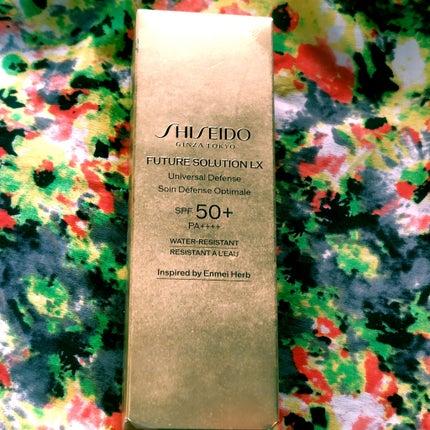 SHISEIDO
GINZA TOKYO
FUTURE SOLUTION LX
Universal Defense
Soin Défense Optimale
SPF 50+
PA++++
WATER-RESISTANT
RÉSISTANT À L'EAU
Inspired by Enmei Herb